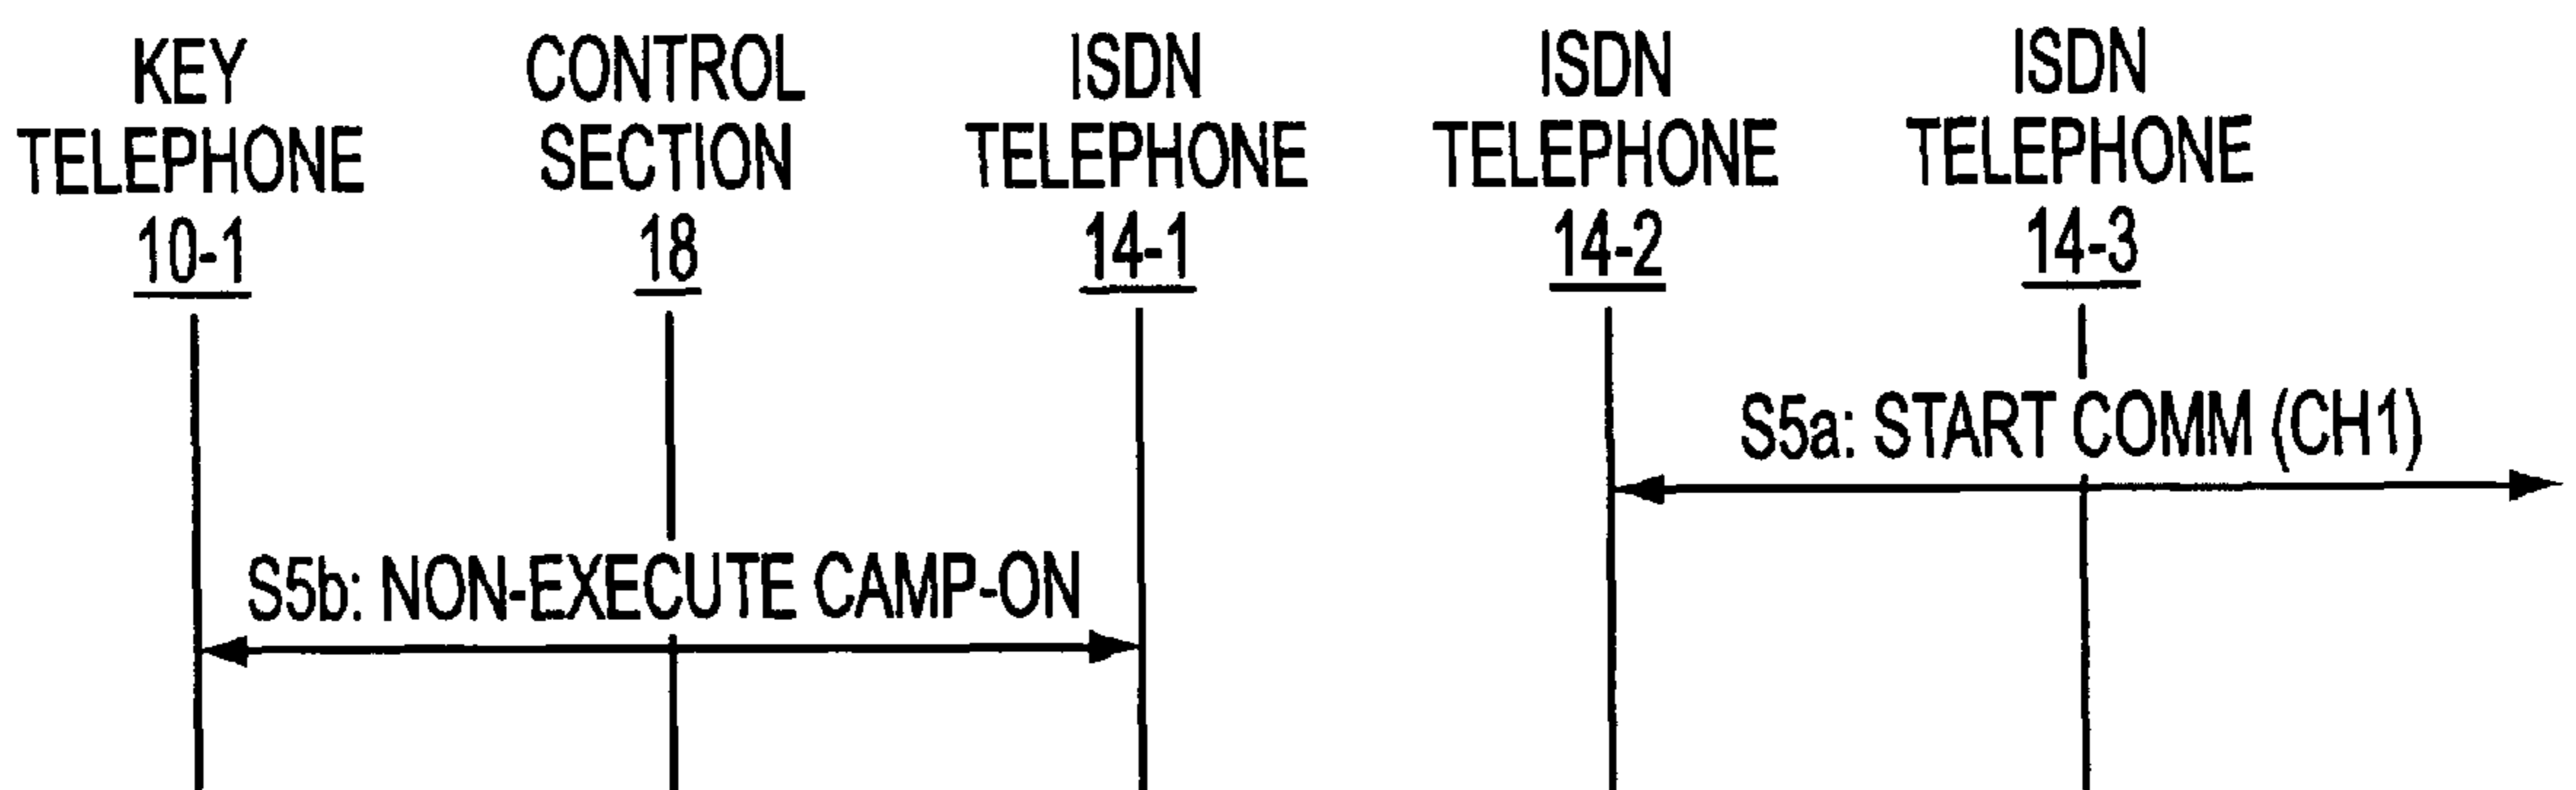 KEY
TELEPHONE
10-1
CONTROL
SECTION
18
ISDN
TELEPHONE
14-1
ISDN
TELEPHONE
14-2
ISDN
TELEPHONE
14-3
S5a: START COMM (CH1)
S5b: NON-EXECUTE CAMP-ON